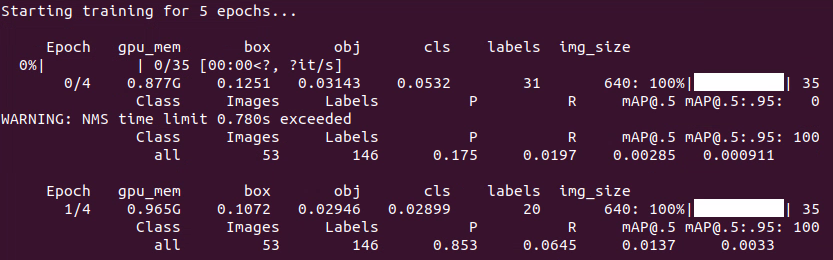 Starting training for 5 epochs...
Epoch gpu_mem box obj cls labels img_size
0%| | 0/35 [00:00<?, ?it/s]
0/4 0.877G 0.1251 0.03143 0.0532 31 640: 100%| | 35
Class Images Labels P R mAP@.5 mAP@.5:.95: 0
WARNING: NMS time limit 0.780s exceeded
Class Images Labels P R mAP@.5 mAP@.5:.95: 100
all 53 146 0.175 0.0197 0.00285 0.000911
Epoch gpu_mem box obj cls labels img_size
1/4 0.965G 0.1072 0.02946 0.02899 20 640: 100%| | 35
Class Images Labels P R mAP@.5 mAP@.5:.95: 100
all 53 146 0.853 0.0645 0.0137 0.0033